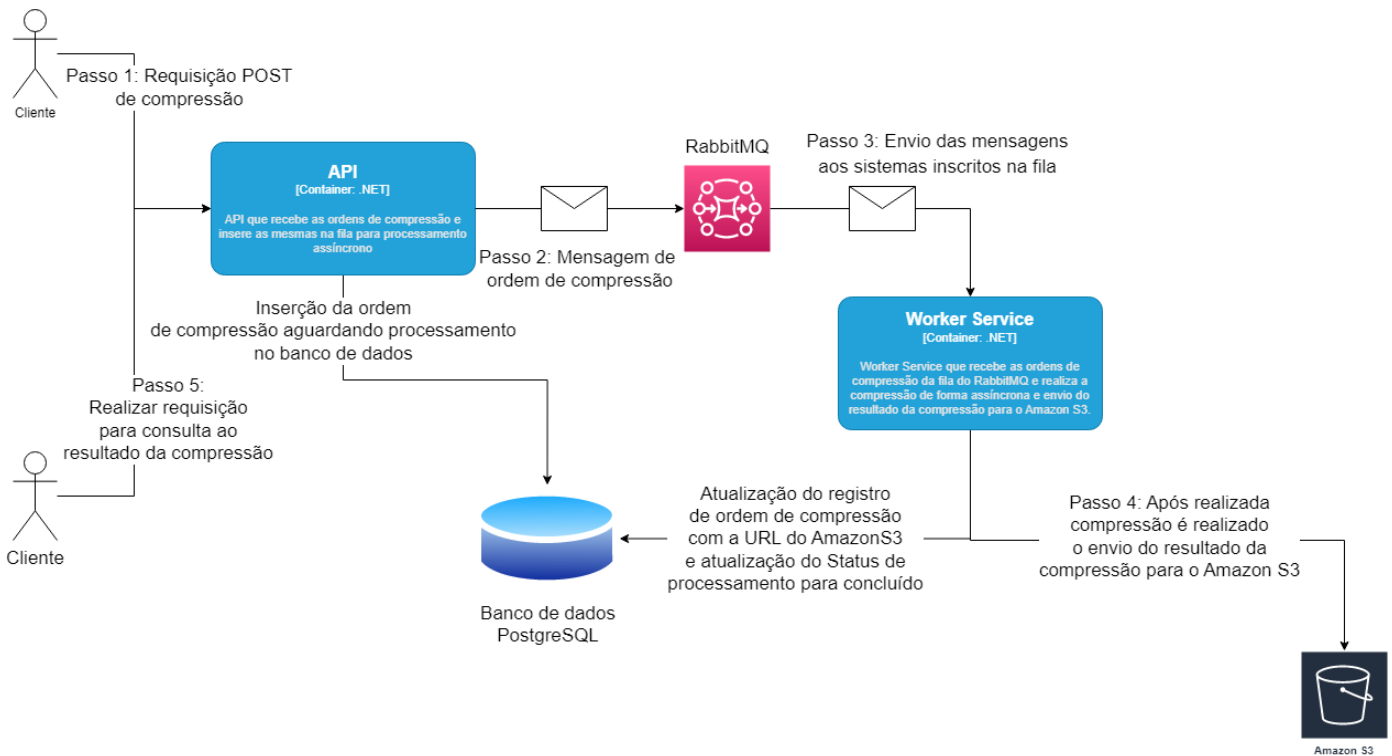 Cliente
Passo 1: Requisição POST
de compressão
API
[Container: .NET]
API que recebe as ordens de compressão e
insere as mesmas na fila para processamento
assíncrono
Passo 2: Mensagem de
ordem de compressão
RabbitMQ
Passo 3: Envio das mensagens
aos sistemas inscritos na fila
Worker Service
[Container: .NET]
Worker Service que recebe as ordens de
compressão da fila do RabbitMQ e realiza a
compressão de forma assíncrona e envio do
resultado da compressão para o Amazon S3.
Inserção da ordem
de compressão aguardando processamento
no banco de dados
Passo 5:
Realizar requisição
para consulta ao
resultado da compressão
Cliente
Banco de dados
PostgreSQL
Atualização do registro
de ordem de compressão
com a URL do AmazonS3
e atualização do Status de
processamento para concluído
Passo 4: Após realizada
compressão é realizado
o envio do resultado da
compressão para o Amazon S3
Amazon S3